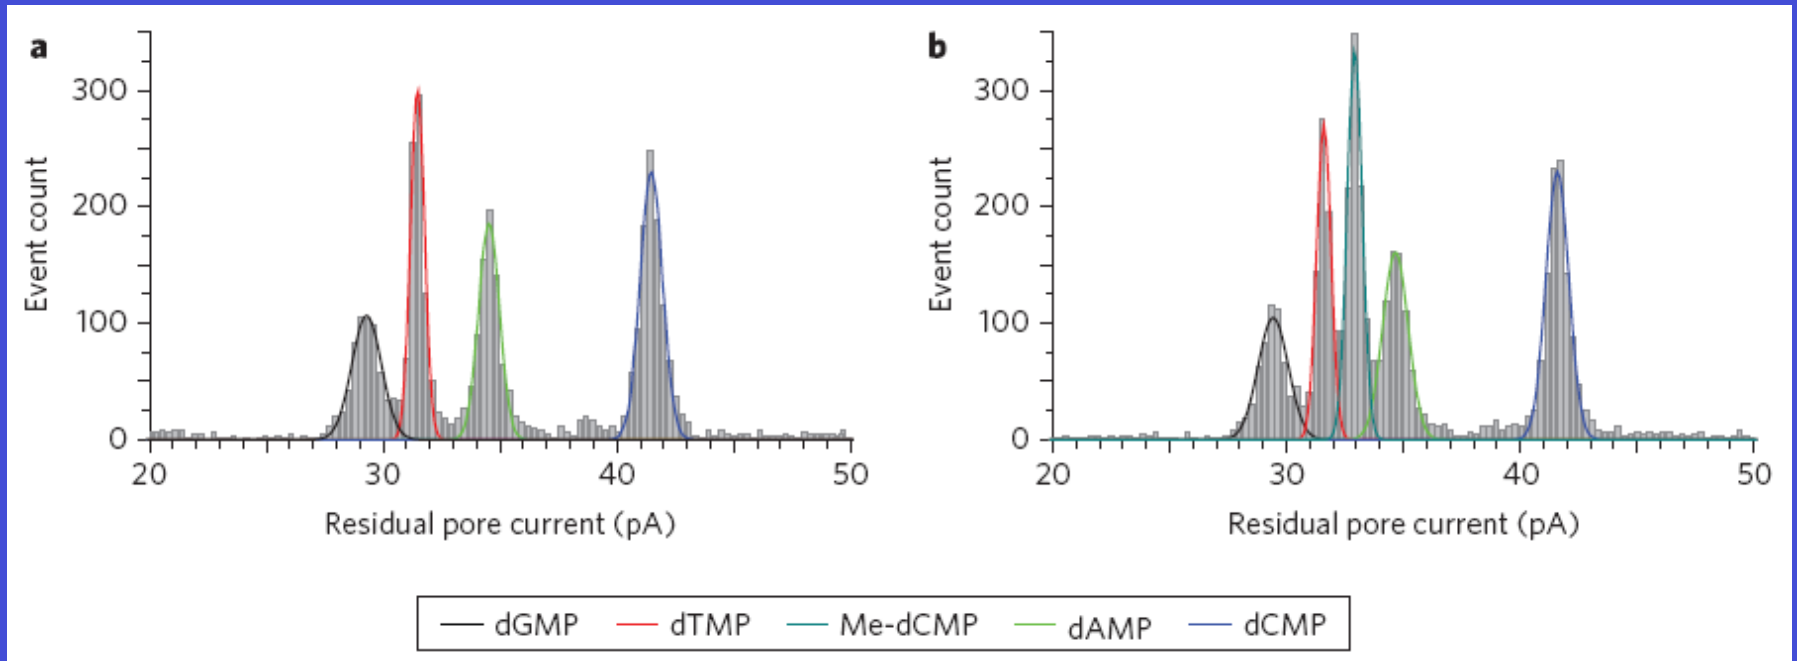 a
300
200
100
0
Event count
20 30 40 50
Residual pore current (pA)
b
300
200
100
0
Event count
20 30 40 50
Residual pore current (pA)
dGMP dTMP Me-dCMP dAMP dCMP